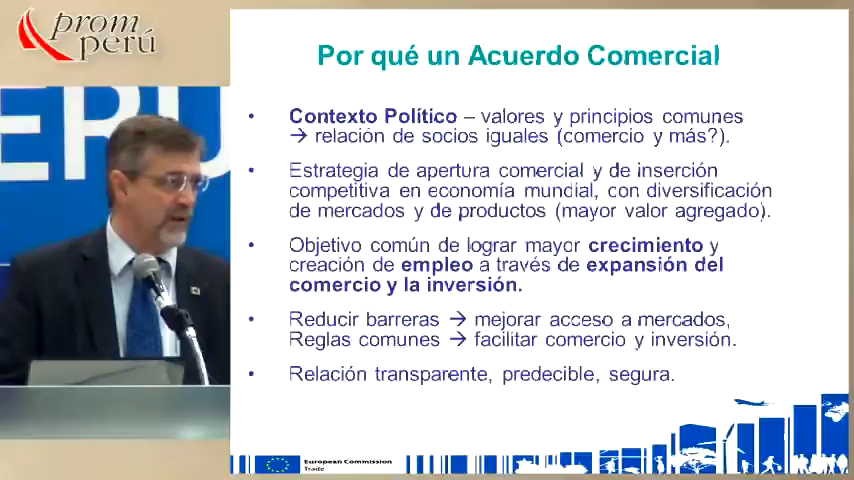 prom
perú
ERU
Por qué un Acuerdo Comercial
• Contexto Político – valores y principios comunes
→ relación de socios iguales (comercio y más?).
• Estrategia de apertura comercial y de inserción
competitiva en economía mundial, con diversificación
de mercados y de productos (mayor valor agregado).
• Objetivo común de lograr mayor crecimiento y
creación de empleo a través de expansión del
comercio y la inversión.
• Reducir barreras → mejorar acceso a mercados,
Reglas comunes → facilitar comercio y inversión.
• Relación transparente, predecible, segura.
European Commission
Trade